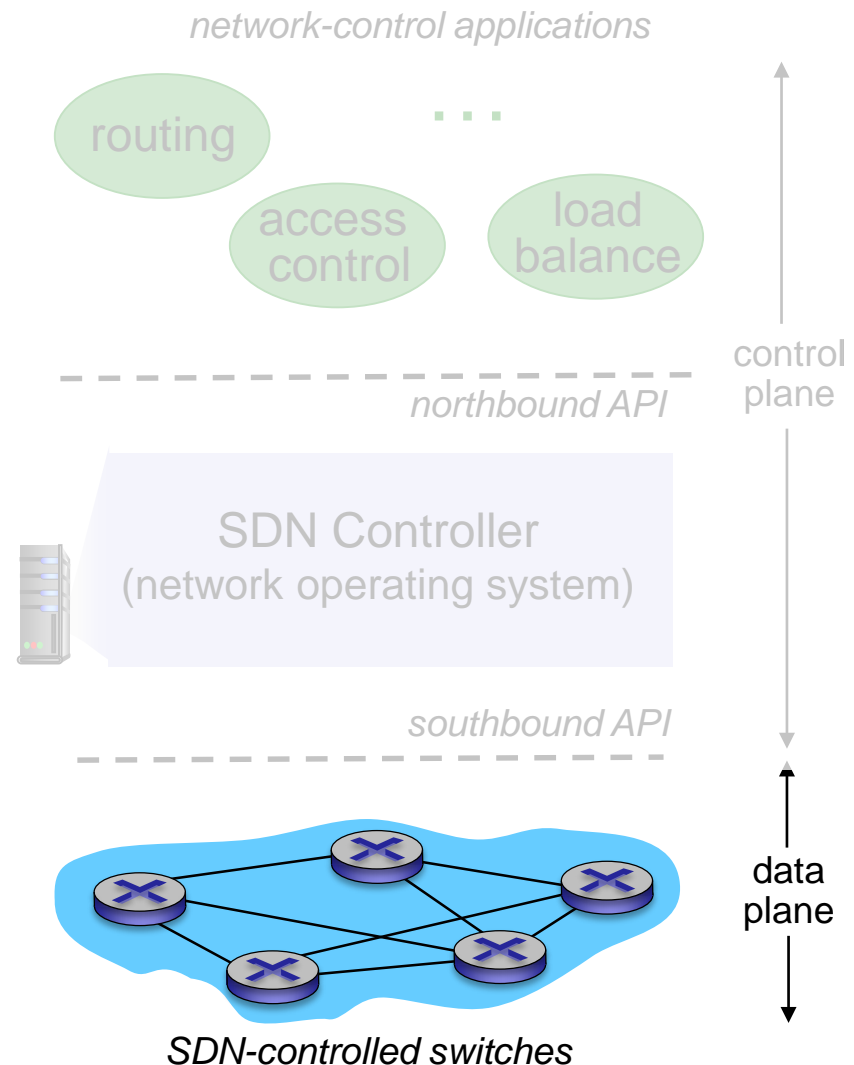 network-control applications
routing
...
access
control
load
balance
control
plane
northbound API
SDN Controller
(network operating system)
southbound API
data
plane
SDN-controlled switches